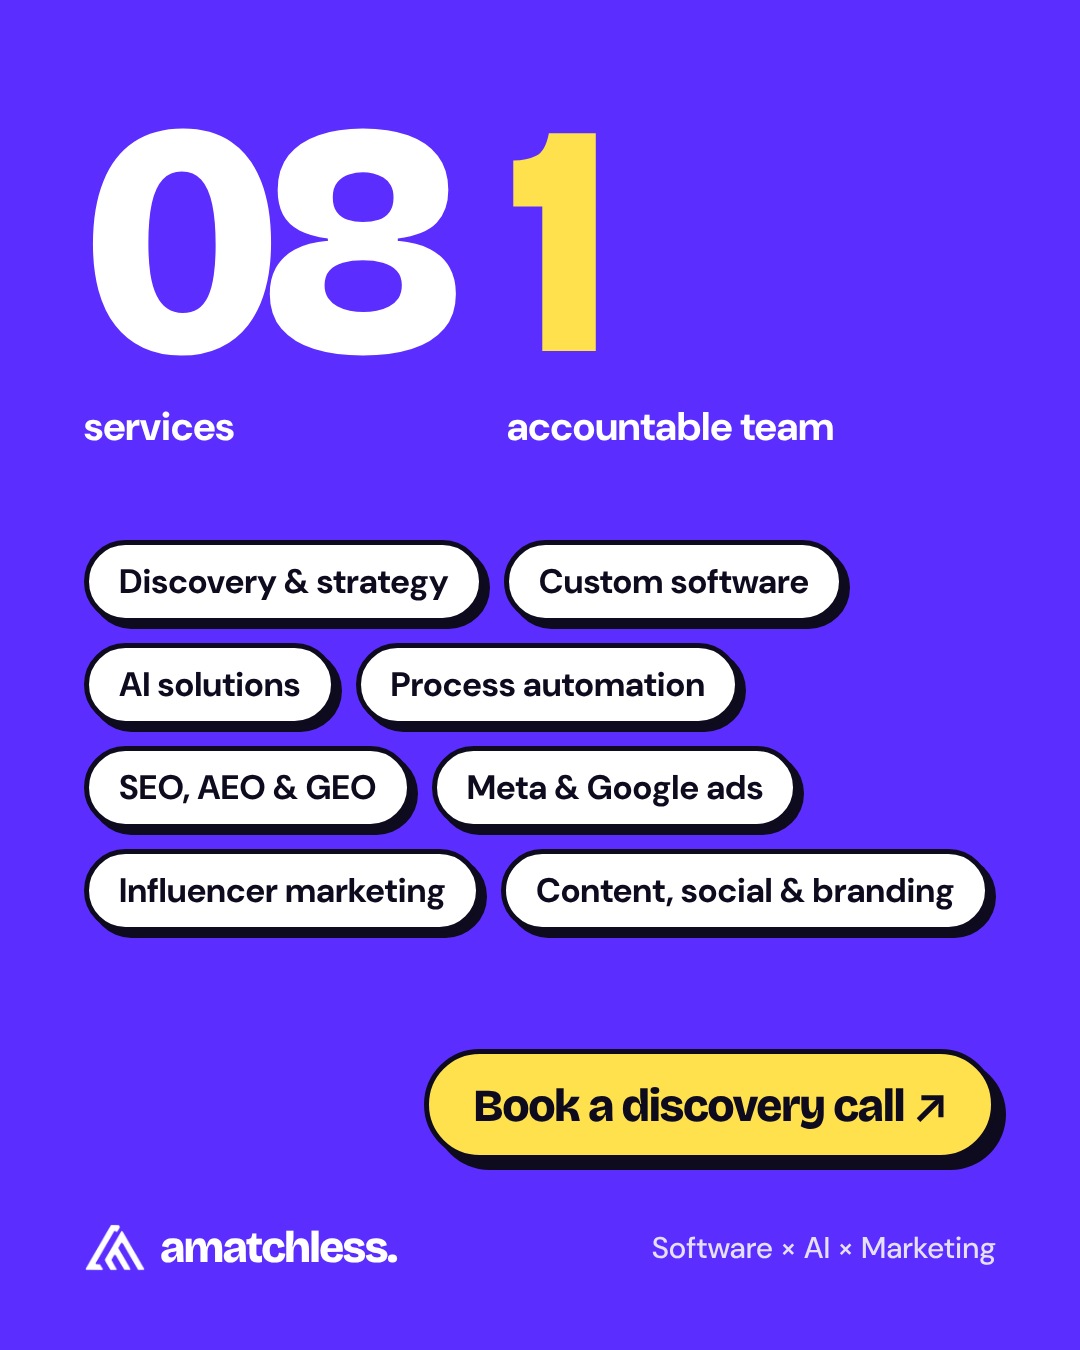 08 1
services accountable team
Discovery & strategy Custom software
AI solutions Process automation
SEO, AEO & GEO Meta & Google ads
Influencer marketing Content, social & branding
Book a discovery call ↗
amatchless. Software × AI × Marketing